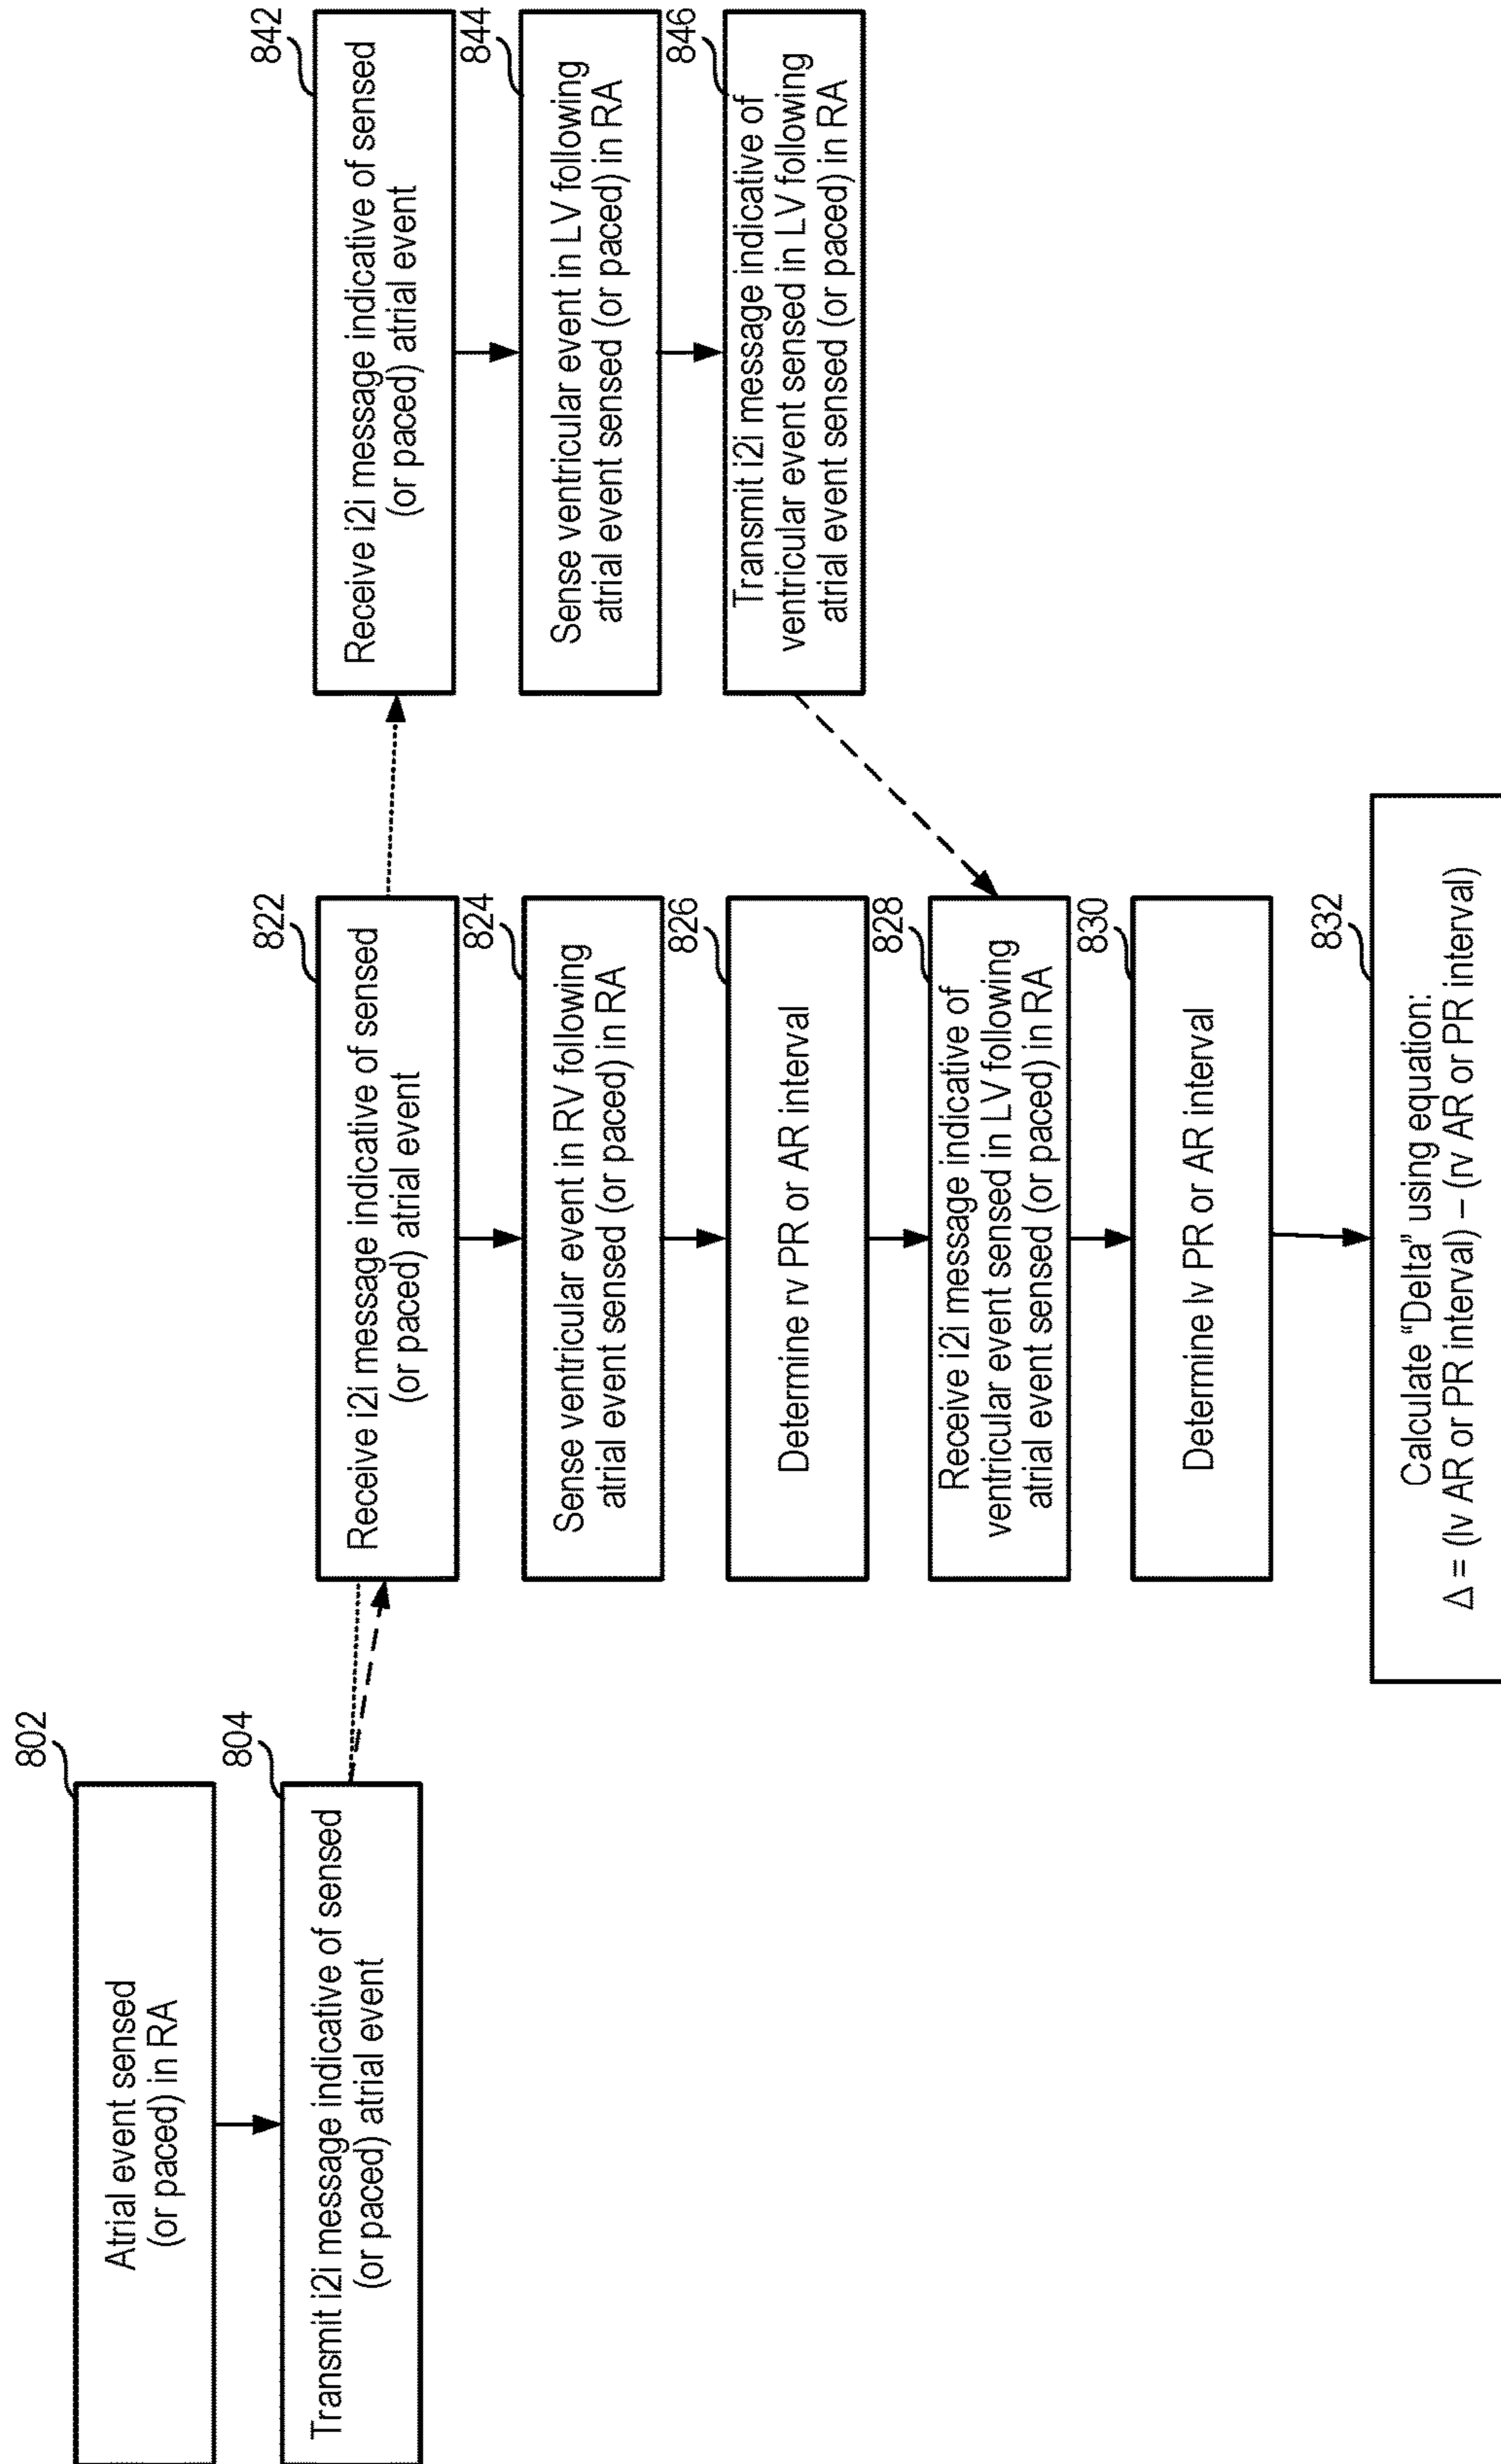 802
Atrial event sensed
(or paced) in RA
804
Transmit i2i message indicative of sensed
(or paced) atrial event
822
Receive i2i message indicative of sensed
(or paced) atrial event
824
Sense ventricular event in RV following
atrial event sensed (or paced) in RA
826
Determine rv PR or AR interval
828
Receive i2i message indicative of
ventricular event sensed in LV following
atrial event sensed (or paced) in RA
830
Determine lv PR or AR interval
832
Calculate “Delta” using equation:
Δ = (lv AR or PR interval) – (rv AR or PR interval)
842
Receive i2i message indicative of sensed
(or paced) atrial event
844
Sense ventricular event in LV following
atrial event sensed (or paced) in RA
846
Transmit i2i message indicative of
ventricular event sensed in LV following
atrial event sensed (or paced) in RA